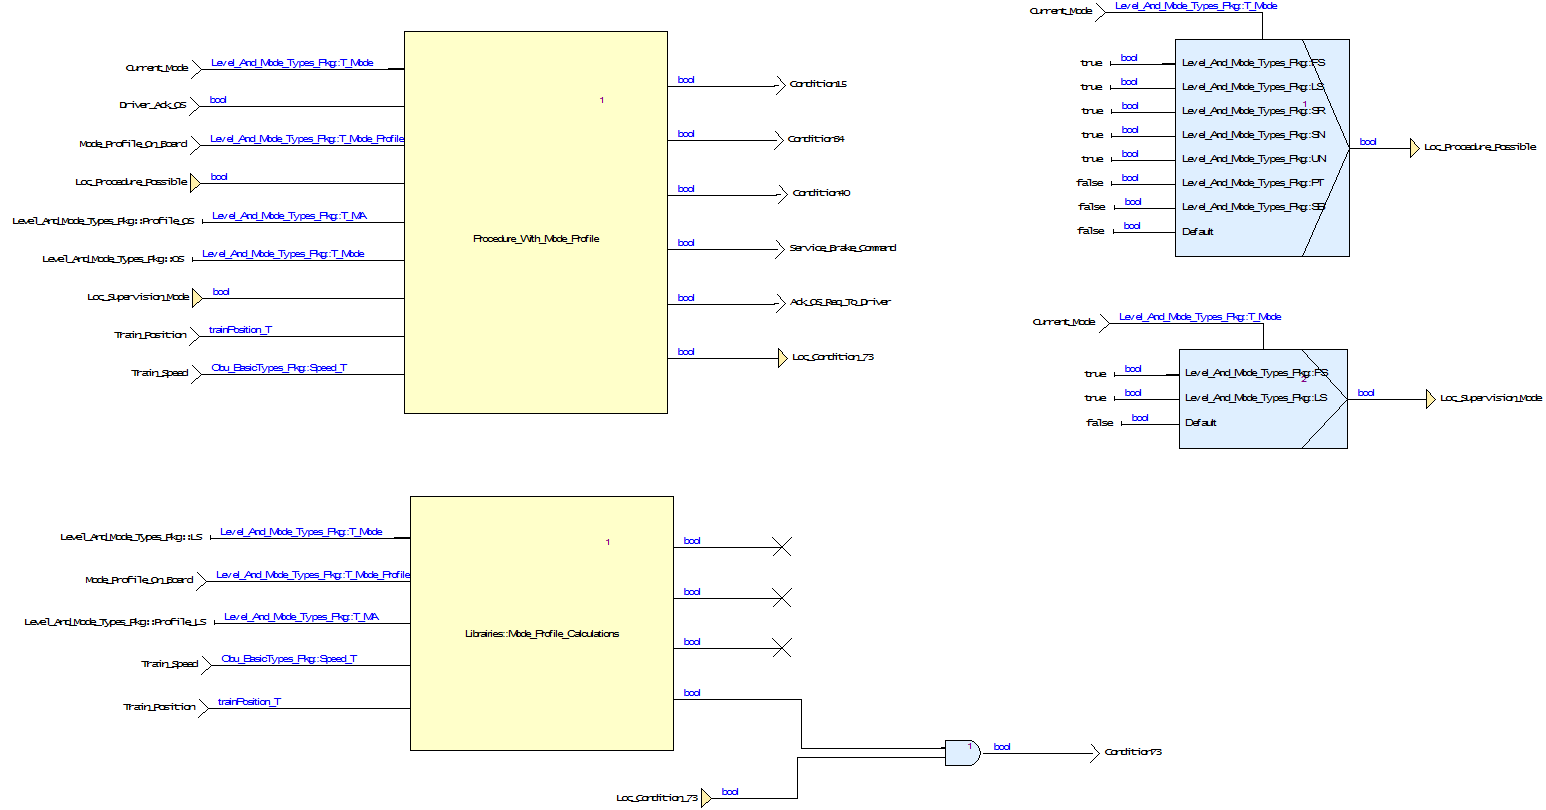 Current_Mode
Level_And_Mode_Types_Pkg::T_Mode
Driver_Ack_OS
bool
Mode_Profile_On_Board
Level_And_Mode_Types_Pkg::T_Mode_Profile
Loc_Procedure_Possible
bool
Level_And_Mode_Types_Pkg::Profile_OS
Level_And_Mode_Types_Pkg::T_MA
Level_And_Mode_Types_Pkg::OS
Level_And_Mode_Types_Pkg::T_Mode
Loc_Supervision_Mode
bool
Train_Position
trainPosition_T
Train_Speed
Obu_BasicTypes_Pkg::Speed_T
1
Procedure_With_Mode_Profile
bool
Condition15
bool
Condition34
bool
Condition40
bool
Service_Brake_Command
bool
Ack_OS_Req_To_Driver
bool
Loc_Condition_73
Current_Mode
Level_And_Mode_Types_Pkg::T_Mode
true
bool
Level_And_Mode_Types_Pkg::FS
true
bool
Level_And_Mode_Types_Pkg::LS
1
true
bool
Level_And_Mode_Types_Pkg::SR
true
bool
Level_And_Mode_Types_Pkg::SN
true
bool
Level_And_Mode_Types_Pkg::UN
false
bool
Level_And_Mode_Types_Pkg::PT
false
bool
Level_And_Mode_Types_Pkg::SB
false
bool
Default
bool
Loc_Procedure_Possible
Current_Mode
Level_And_Mode_Types_Pkg::T_Mode
true
bool
Level_And_Mode_Types_Pkg::FS
2
true
bool
Level_And_Mode_Types_Pkg::LS
false
bool
Default
bool
Loc_Supervision_Mode
Level_And_Mode_Types_Pkg::LS
Level_And_Mode_Types_Pkg::T_Mode
Mode_Profile_On_Board
Level_And_Mode_Types_Pkg::T_Mode_Profile
Level_And_Mode_Types_Pkg::Profile_LS
Level_And_Mode_Types_Pkg::T_MA
Train_Speed
Obu_BasicTypes_Pkg::Speed_T
Train_Position
trainPosition_T
1
Librairies::Mode_Profile_Calculations
bool
bool
bool
bool
Loc_Condition_73
bool
1
bool
Condition73